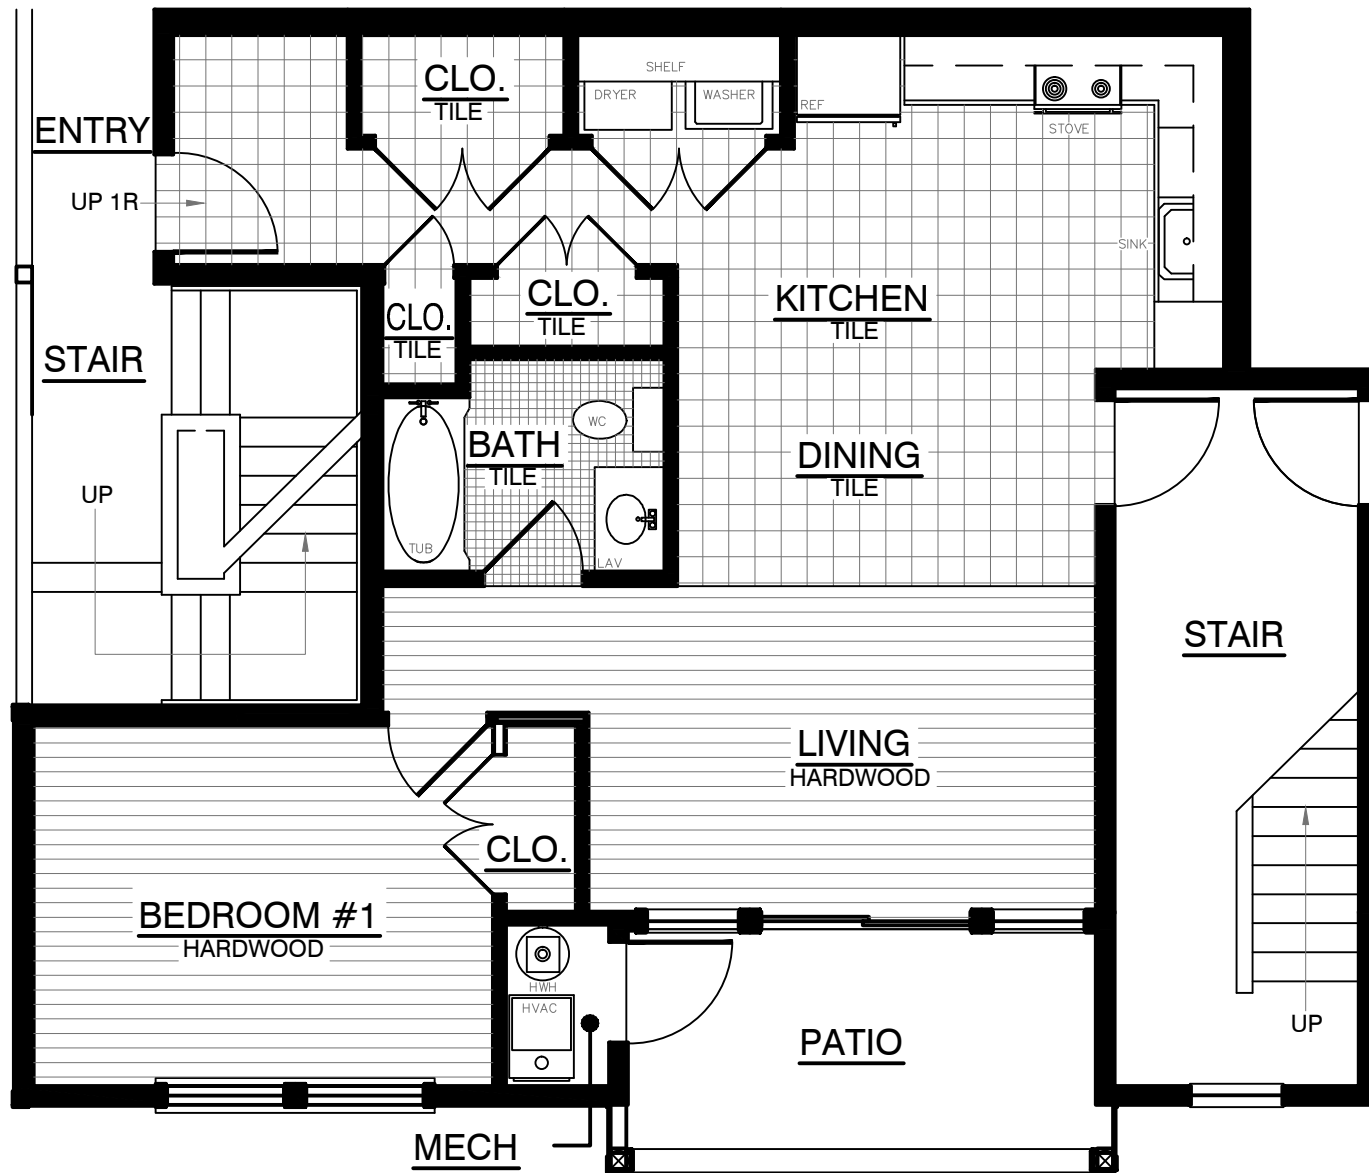 CLO.
TILE
SHELF
DRYER
WASHER
REF
STOVE
ENTRY
UP 1R
SINK
CLO.
TILE
CLO.
TILE
KITCHEN
TILE
STAIR
WC
BATH
TILE
DINING
TILE
UP
TUB
LAV
STAIR
LIVING
HARDWOOD
CLO.
BEDROOM #1
HARDWOOD
HWH
HVAC
UP
PATIO
MECH